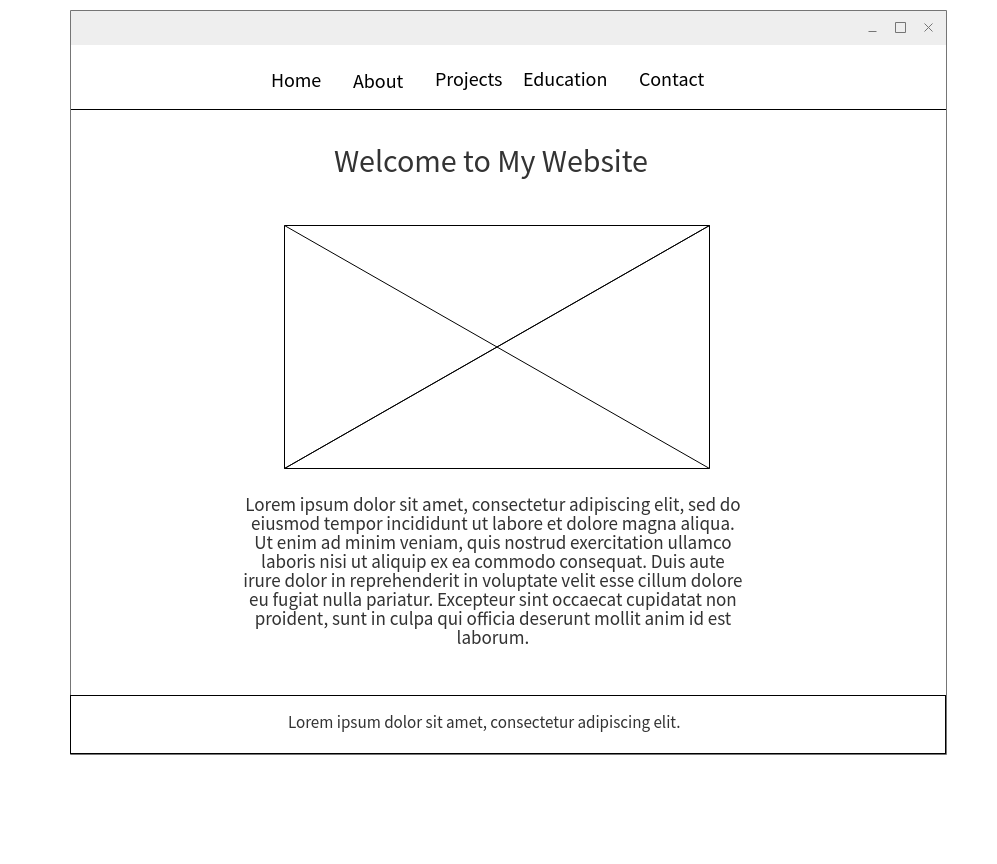 Home About Projects Education Contact
Welcome to My Website
Lorem ipsum dolor sit amet, consectetur adipiscing elit, sed do
eiusmod tempor incididunt ut labore et dolore magna aliqua.
Ut enim ad minim veniam, quis nostrud exercitation ullamco
laboris nisi ut aliquip ex ea commodo consequat. Duis aute
irure dolor in reprehenderit in voluptate velit esse cillum dolore
eu fugiat nulla pariatur. Excepteur sint occaecat cupidatat non
proident, sunt in culpa qui officia deserunt mollit anim id est
laborum.
Lorem ipsum dolor sit amet, consectetur adipiscing elit.